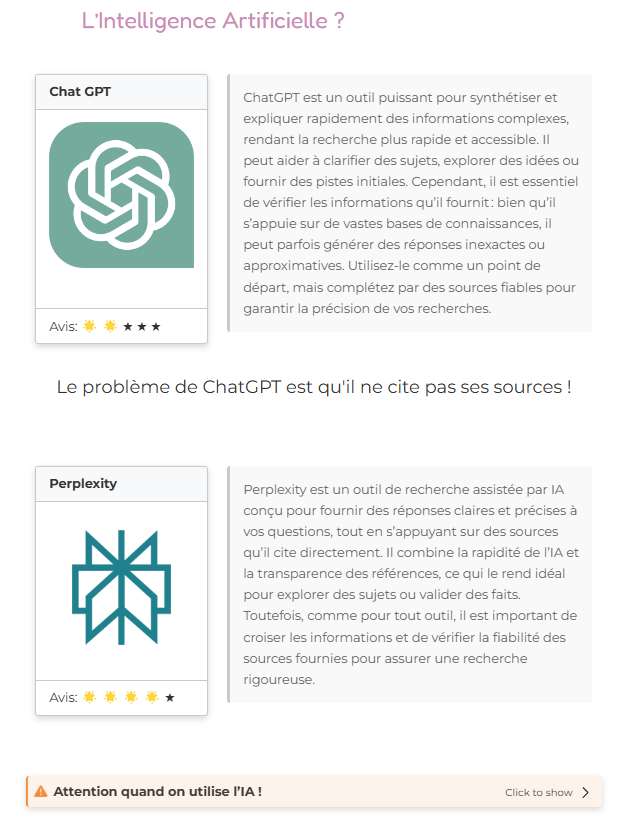 L'Intelligence Artificielle ?
Chat GPT
ChatGPT est un outil puissant pour synthétiser et
expliquer rapidement des informations complexes,
rendant la recherche plus rapide et accessible. Il
peut aider à clarifier des sujets, explorer des idées ou
fournir des pistes initiales. Cependant, il est essentiel
de vérifier les informations qu'il fournit : bien qu'il
s'appuie sur de vastes bases de connaissances, il
peut parfois générer des réponses inexactes ou
approximatives. Utilisez-le comme un point de
départ, mais complétez par des sources fiables pour
garantir la précision de vos recherches.
Avis: 🌟 🌟 ★ ★ ★
Le problème de ChatGPT est qu'il ne cite pas ses sources !
Perplexity
Perplexity est un outil de recherche assistée par IA
conçu pour fournir des réponses claires et précises à
vos questions, tout en s'appuyant sur des sources
qu'il cite directement. Il combine la rapidité de l'IA et
la transparence des références, ce qui le rend idéal
pour explorer des sujets ou valider des faits.
Toutefois, comme pour tout outil, il est important de
croiser les informations et de vérifier la fiabilité des
sources fournies pour assurer une recherche
rigoureuse.
Avis: 🌟 🌟 🌟 🌟 ★
⚠ Attention quand on utilise l'IA ! Click to show